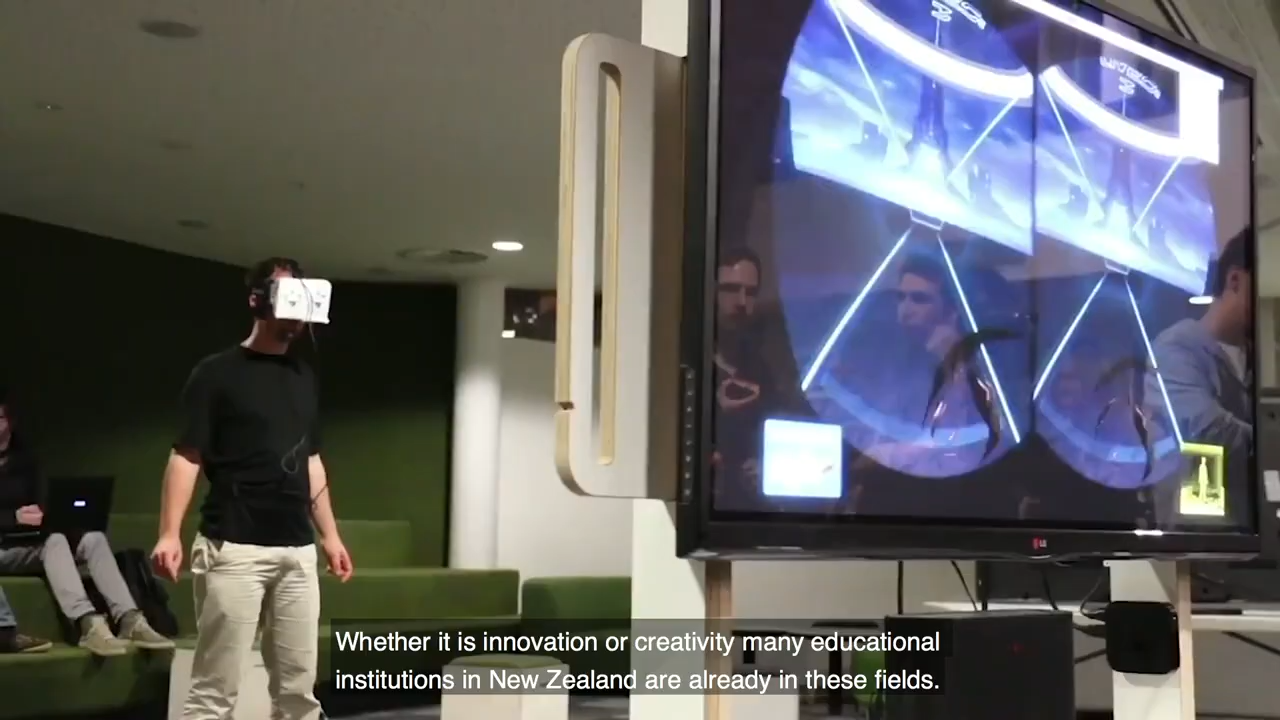 LG
Whether it is innovation or creativity many educational
institutions in New Zealand are already in these fields.